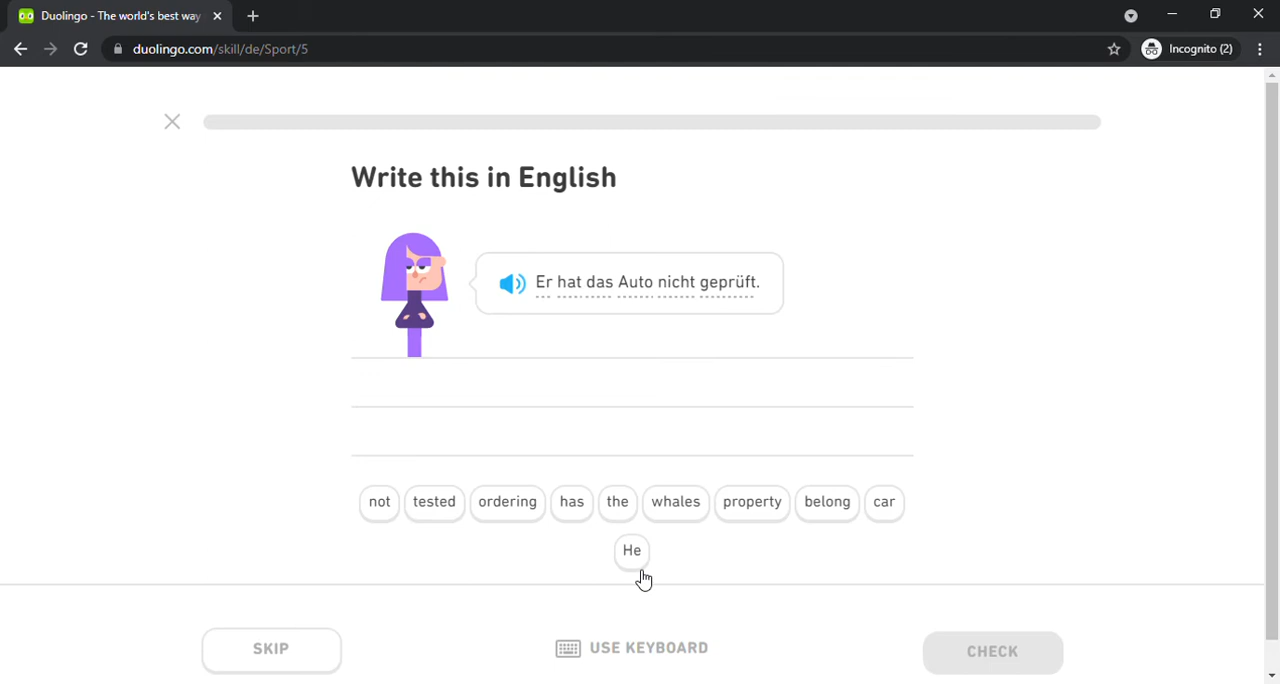 Duolingo - The world's best way
duolingo.com/skill/de/Sport/5
Incognito (2)
Write this in English
Er hat das Auto nicht geprüft.
not tested ordering has the whales property belong car
He
SKIP
USE KEYBOARD
CHECK